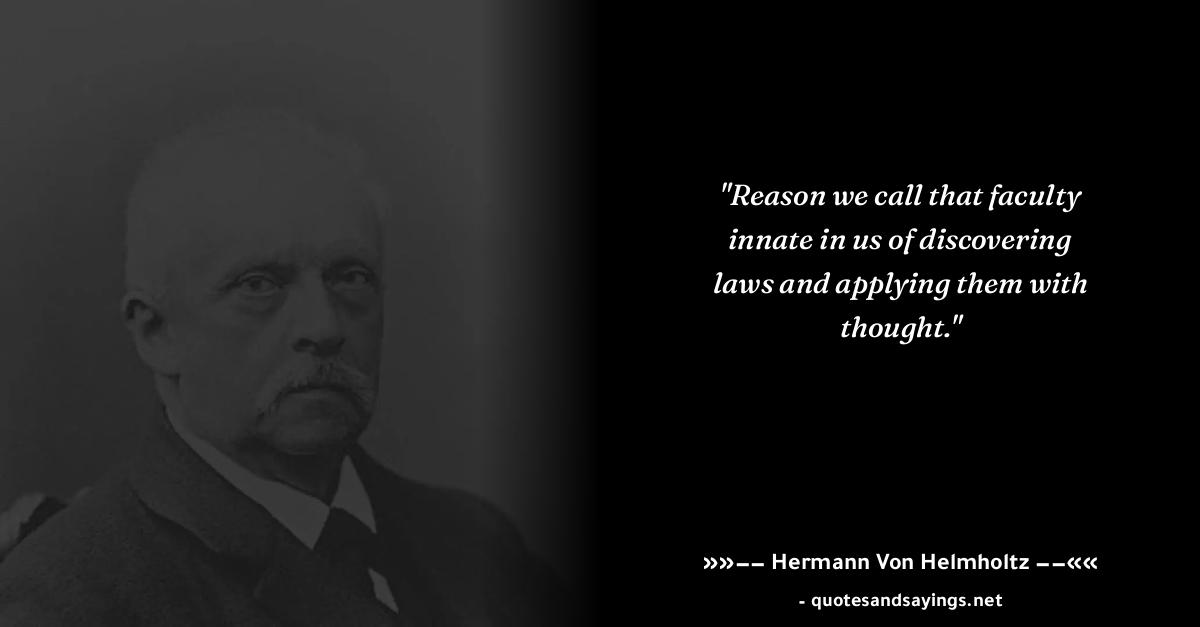 "Reason we call that faculty
innate in us of discovering
laws and applying them with
thought."
»»–– Hermann Von Helmholtz ––««
- quotesandsayings.net